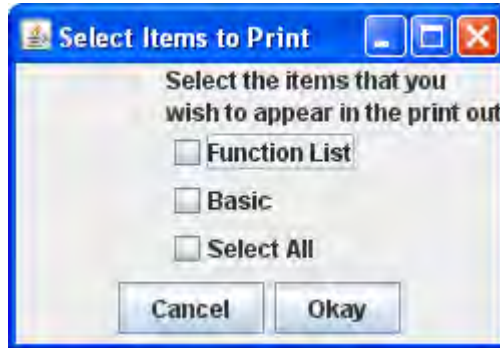 Select Items to Print
Select the items that you
wish to appear in the print out
Function List
Basic
Select All
Cancel Okay